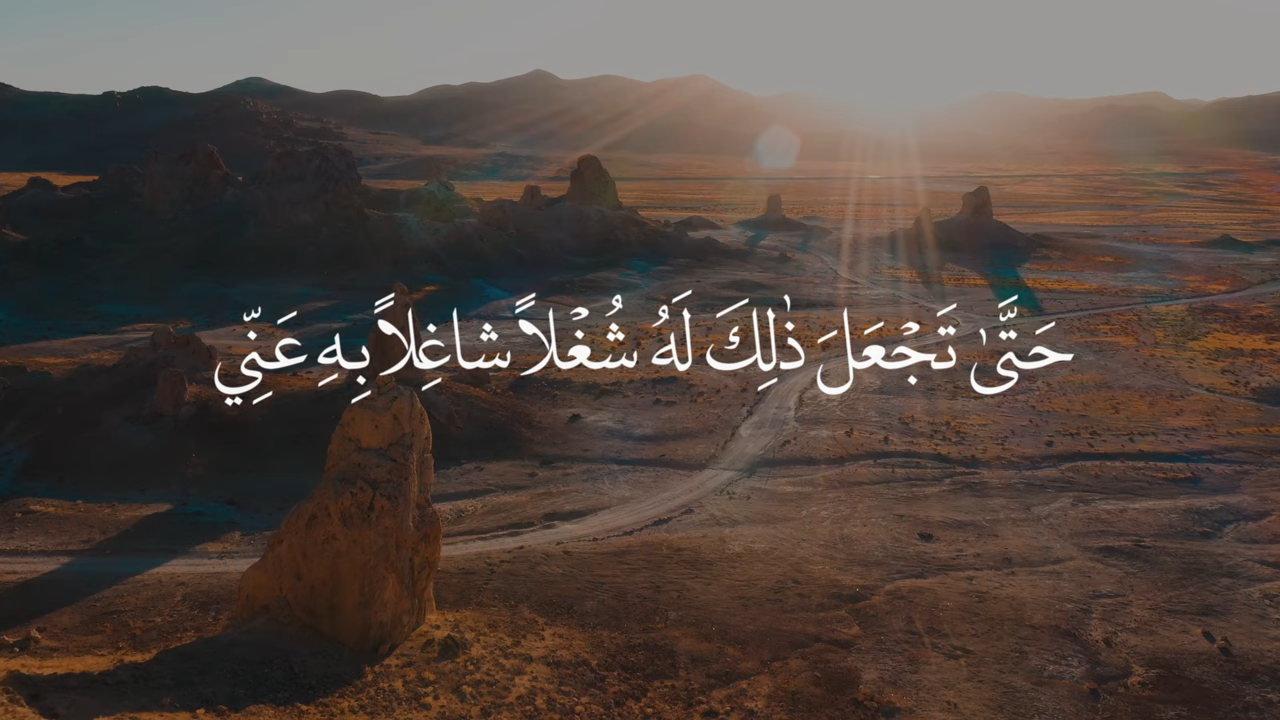 حَتَّىٰ تَجْعَلَ ذٰلِكَ لَهُ شُغْلاً شاغِلاً بِهِ عَنِّي